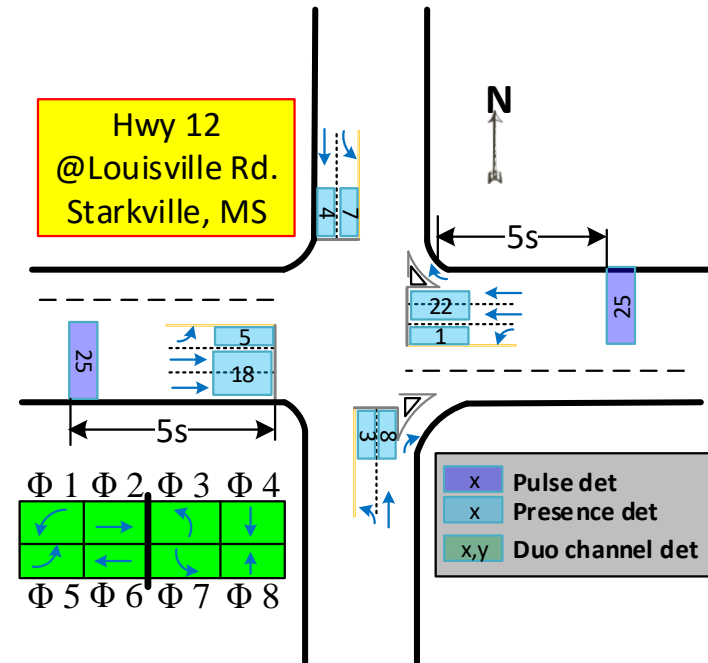 Hwy 12
@Louisville Rd.
Starkville, MS
N
4
7
5s
25
22
1
25
5
18
5s
3
8
Φ 1 Φ 2 Φ 3 Φ 4
Φ 5 Φ 6 Φ 7 Φ 8
x Pulse det
x Presence det
x,y Duo channel det